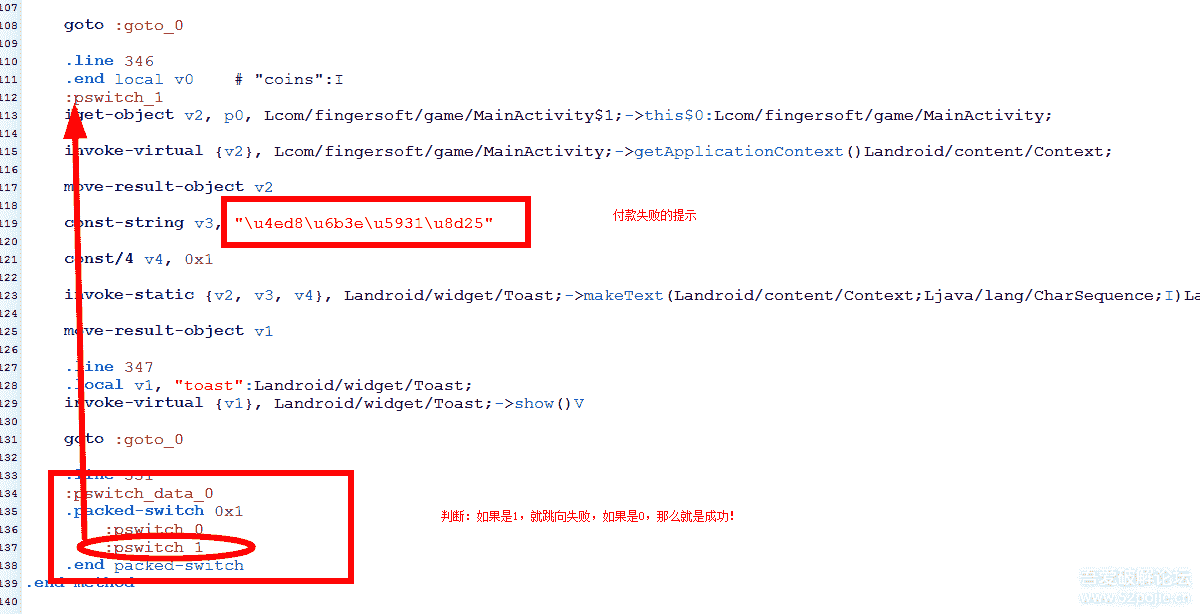 107
108 goto :goto_0
109
110 .line 346
111 .end local v0 # "coins":I
112 :pswitch_1
113 iget-object v2, p0, Lcom/fingersoft/game/MainActivity$1;->this$0:Lcom/fingersoft/game/MainActivity;
114
115 invoke-virtual {v2}, Lcom/fingersoft/game/MainActivity;->getApplicationContext()Landroid/content/Context;
116
117 move-result-object v2
118
119 const-string v3, "\u4ed8\u6b3e\u5931\u8d25" 付款失败的提示
120
121 const/4 v4, 0x1
122
123 invoke-static {v2, v3, v4}, Landroid/widget/Toast;->makeText(Landroid/content/Context;Ljava/lang/CharSequence;I)La
124
125 move-result-object v1
126
127 .line 347
128 .local v1, "toast":Landroid/widget/Toast;
129 invoke-virtual {v1}, Landroid/widget/Toast;->show()V
130
131 goto :goto_0
132
133 .line 351
134 :pswitch_data_0
135 .packed-switch 0x1 判断：如果是1，就跳向失败，如果是0，那么就是成功！
136 :pswitch_0
137 :pswitch_1
138 .end packed-switch
139 .end method
140
吾爱破解论坛
www.52pojie.cn